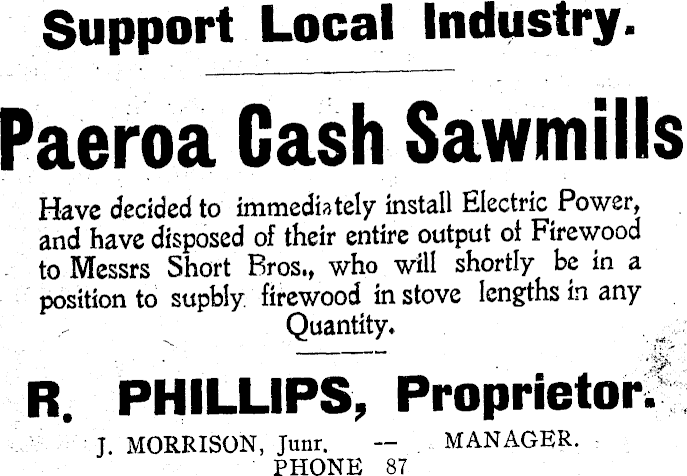 Support Local Industry.
Paeroa Cash Sawmills
Have decided to immediately install Electric Power,
and have disposed of their entire output of Firewood
to Messrs Short Bros., who will shortly be in a
position to supbly firewood in stove lengths in any
Quantity.
R. PHILLIPS, Proprietor.
J. MORRISON, Junr. -- MANAGER.
PHONE 87